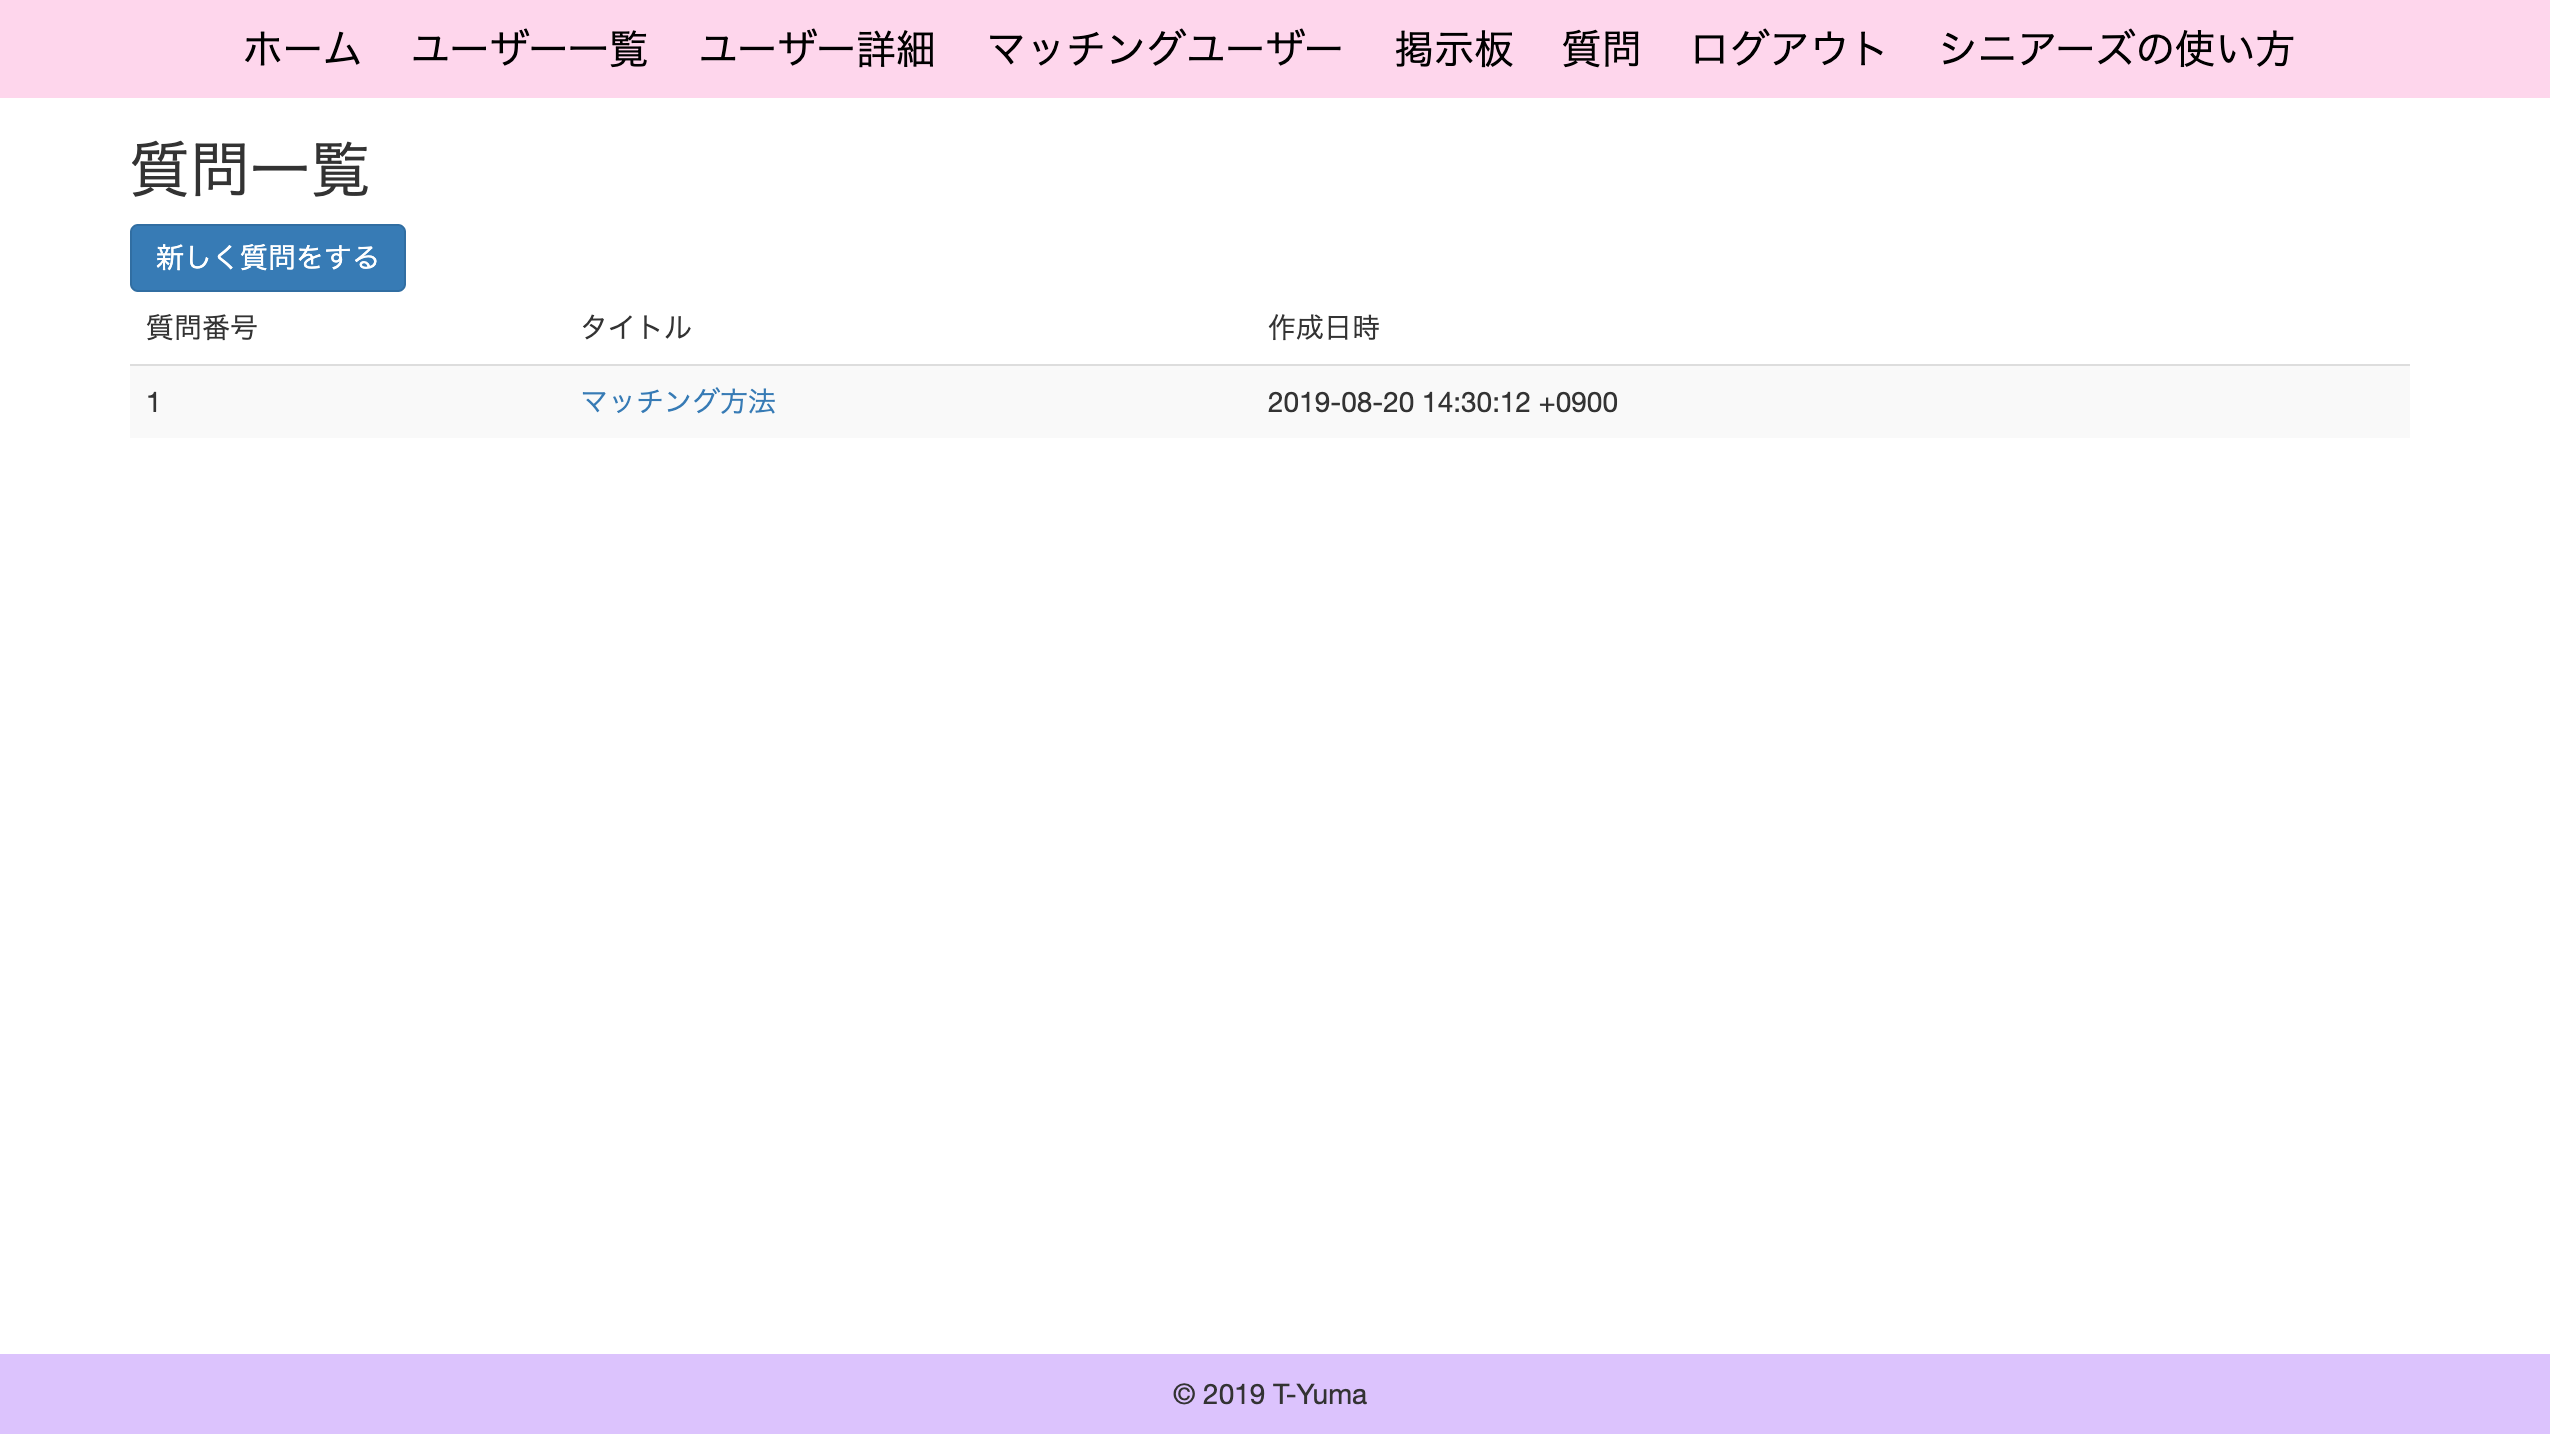 ホーム ユーザー一覧 ユーザー詳細 マッチングユーザー 掲示板 質問 ログアウト シニアーズの使い方
質問一覧
新しく質問をする
質問番号 タイトル 作成日時
1 マッチング方法 2019-08-20 14:30:12 +0900
© 2019 T-Yuma